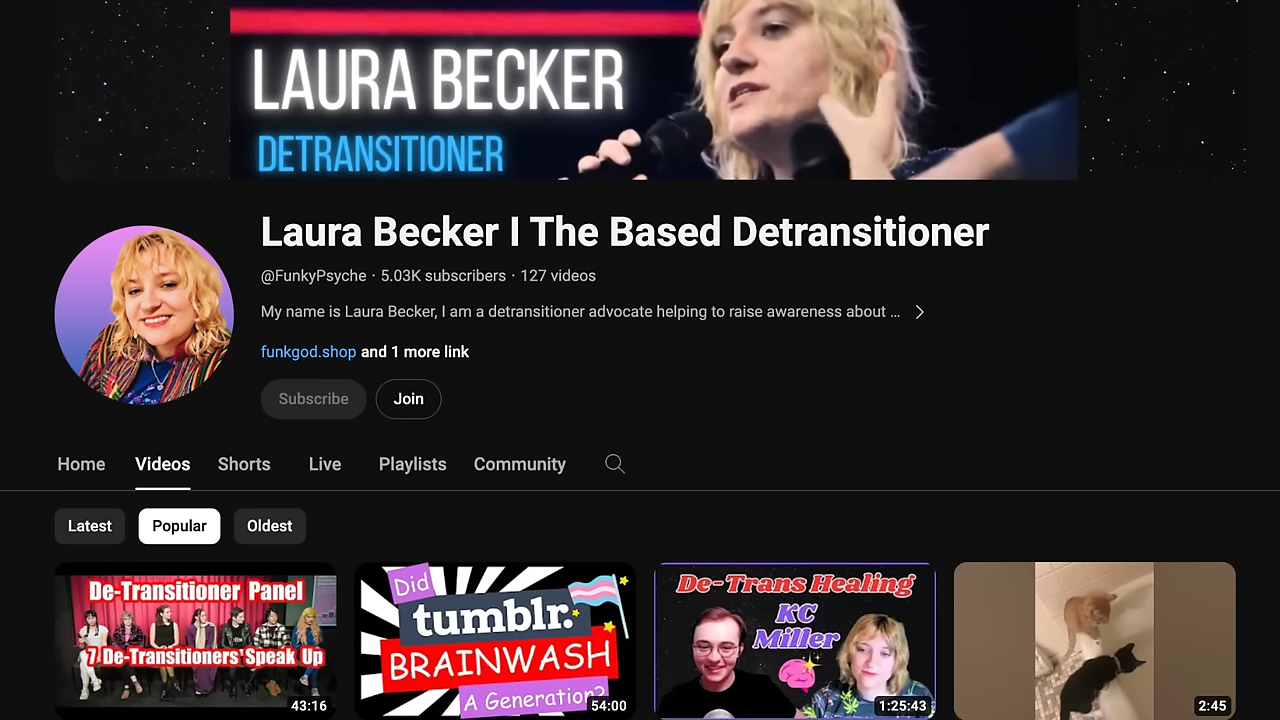 LAURA BECKER
DETRANSITIONER
Laura Becker I The Based Detransitioner
@FunkyPsyche · 5.03K subscribers · 127 videos
My name is Laura Becker, I am a detransitioner advocate helping to raise awareness about ...
funkgod.shop and 1 more link
Subscribe Join
Home Videos Shorts Live Playlists Community
Latest Popular Oldest
De-Transitioner Panel
7 De-Transitioners' Speak Up
43:16
Did
tumblr.
BRAINWASH
A Generation?
54:00
De-Trans Healing
KC
Miller
1:25:43
2:45